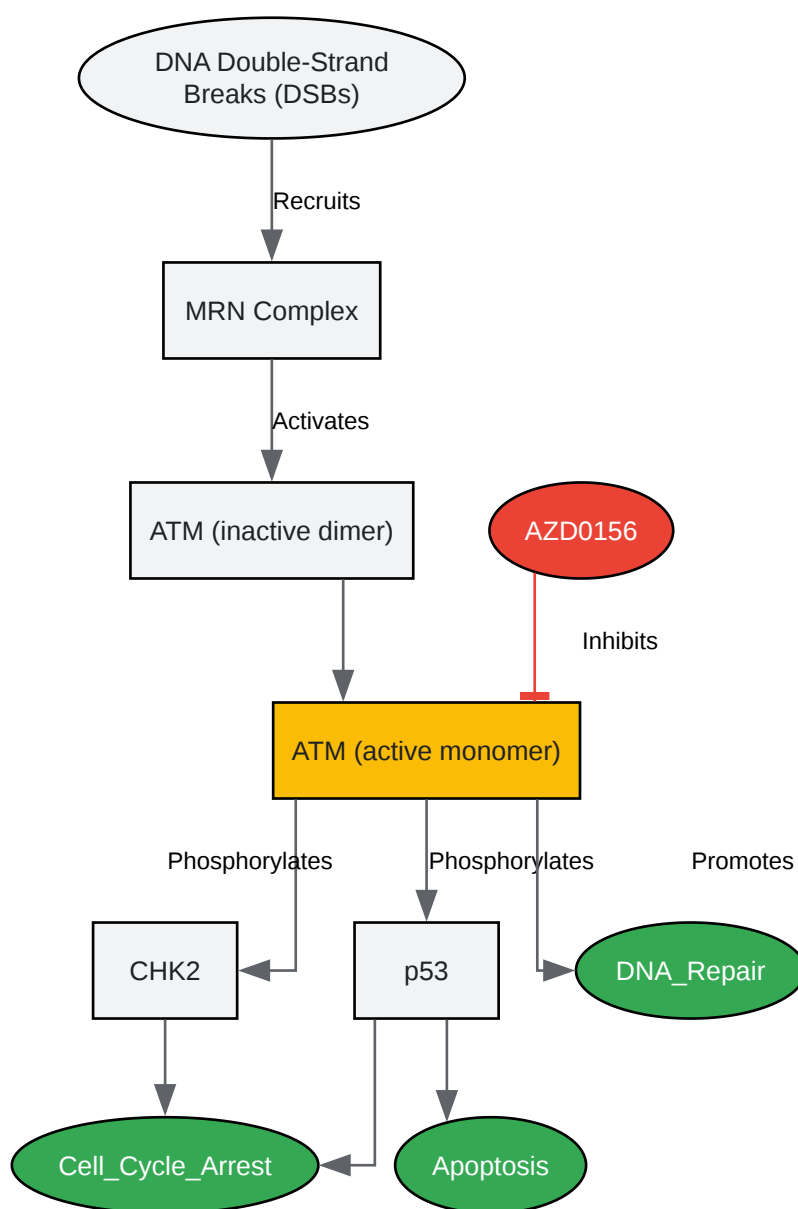 DNA Double-Strand
Breaks (DSBs)
Recruits
MRN Complex
Activates
ATM (inactive dimer)
AZD0156
Inhibits
ATM (active monomer)
Phosphorylates
Phosphorylates
Promotes
CHK2
p53
DNA_Repair
Cell_Cycle_Arrest
Apoptosis